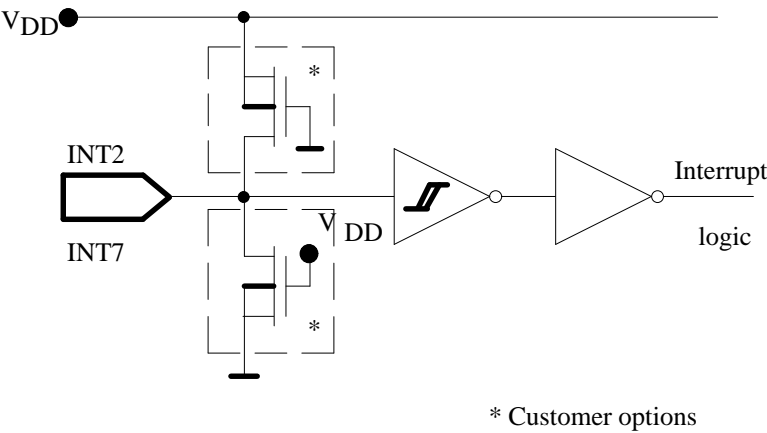 VDD
*
INT2
Interrupt
VDD
INT7
logic
*
* Customer options